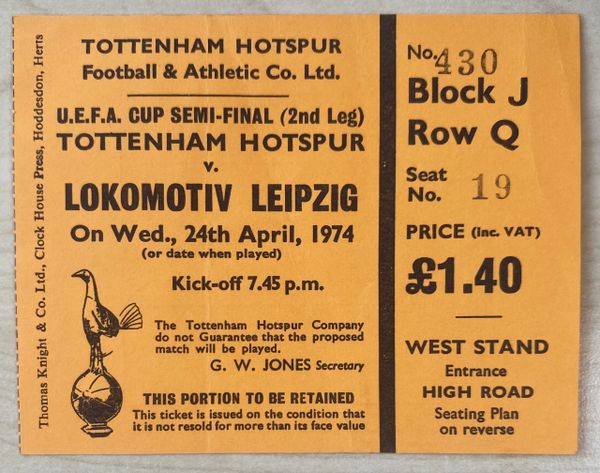 Thomas Knight & Co. Ltd., Clock House Press, Hoddesdon, Herts
TOTTENHAM HOTSPUR
Football & Athletic Co. Ltd.
U.E.F.A. CUP SEMI-FINAL (2nd Leg)
TOTTENHAM HOTSPUR
v.
LOKOMOTIV LEIPZIG
On Wed., 24th April, 1974
(or date when played)
Kick-off 7.45 p.m.
The Tottenham Hotspur Company
do not Guarantee that the proposed
match will be played.
G. W. JONES Secretary
THIS PORTION TO BE RETAINED
This ticket is issued on the condition that
it is not resold for more than its face value
No. 430
Block J
Row Q
Seat
No. 19
PRICE (Inc. VAT)
£1.40
WEST STAND
Entrance
HIGH ROAD
Seating Plan
on reverse